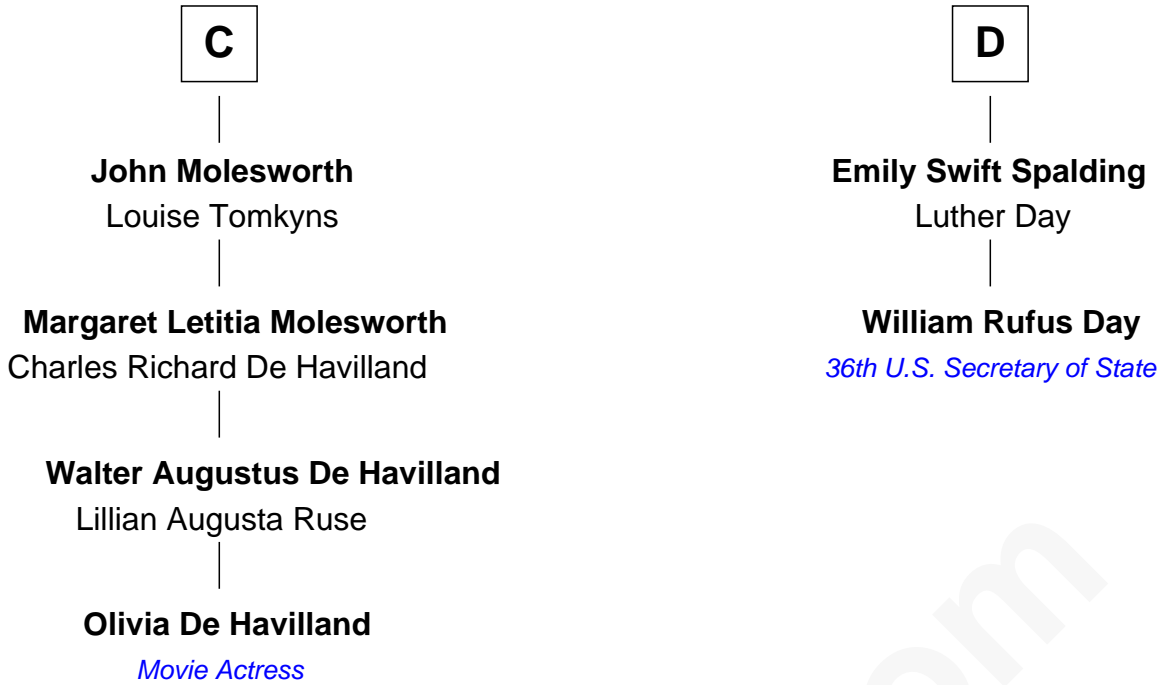 C
John Molesworth
Louise Tomkyns
Margaret Letitia Molesworth
Charles Richard De Havilland
Walter Augustus De Havilland
Lillian Augusta Ruse
Olivia De Havilland
Movie Actress
D
Emily Swift Spalding
Luther Day
William Rufus Day
36th U.S. Secretary of State
om